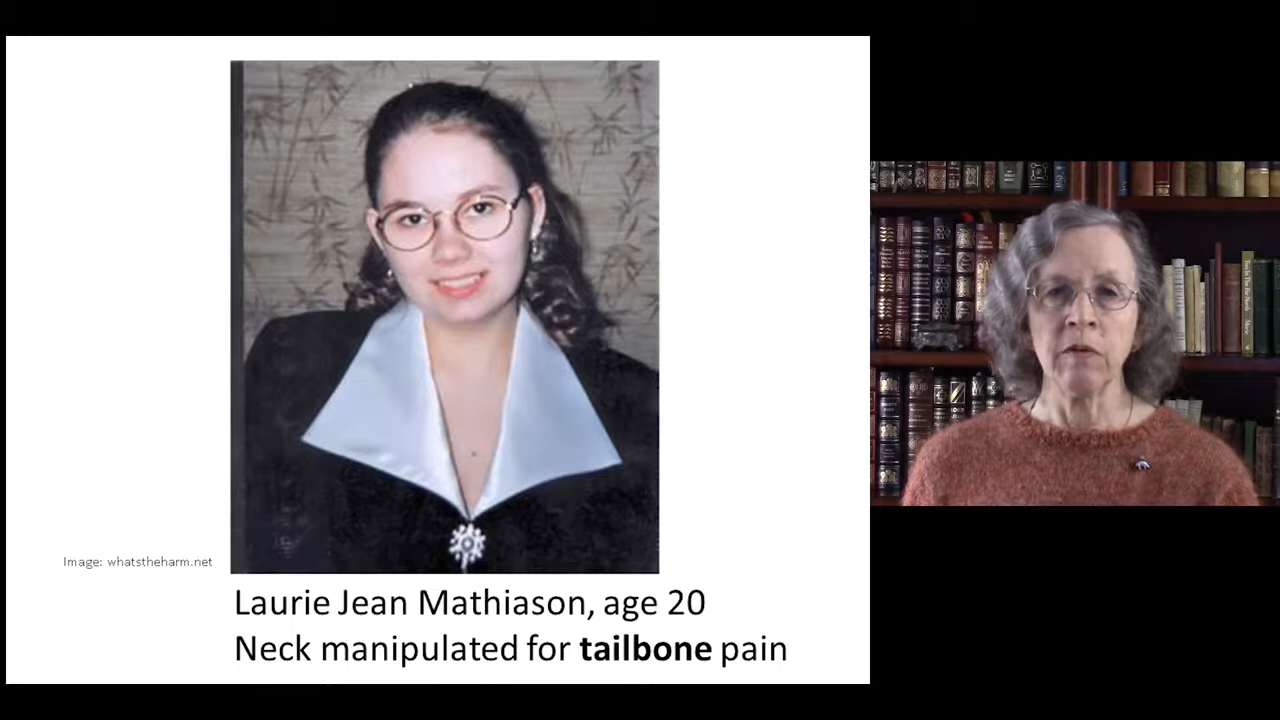 Image: whatstheharm.net
Laurie Jean Mathiason, age 20
Neck manipulated for tailbone pain